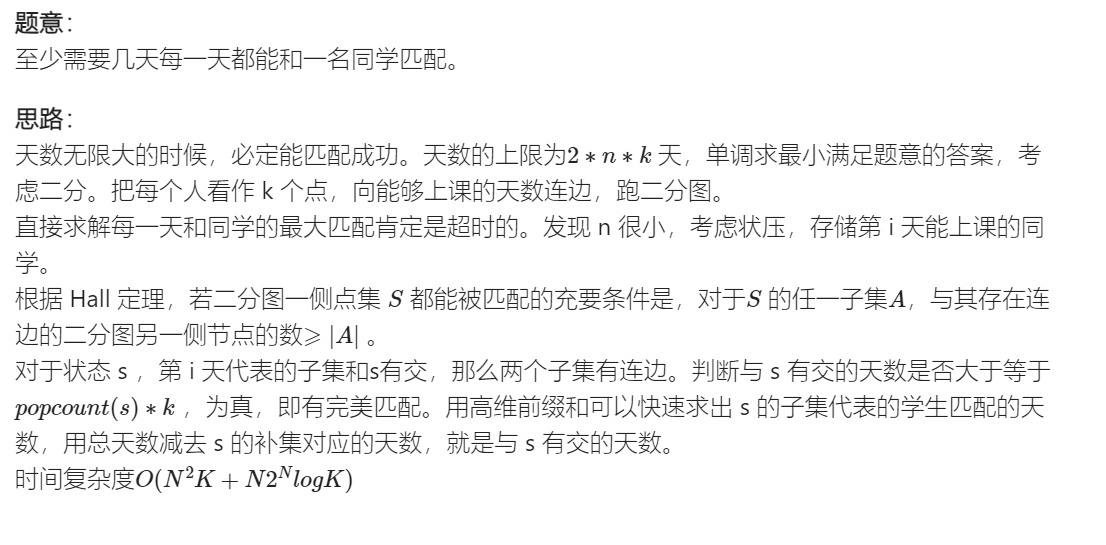 题意：
至少需要几天每一天都能和一名同学匹配。
思路：
天数无限大的时候，必定能匹配成功。天数的上限为2 * n * k 天，单调求最小满足题意的答案，考
虑二分。把每个人看作 k 个点，向能够上课的天数连边，跑二分图。
直接求解每一天和同学的最大匹配肯定是超时的。发现 n 很小，考虑状压，存储第 i 天能上课的同
学。
根据 Hall 定理，若二分图一侧点集 S 都能被匹配的充要条件是，对于S 的任一子集A，与其存在连
边的二分图另一侧节点的数⩾ |A| 。
对于状态 s ，第 i 天代表的子集和s有交，那么两个子集有连边。判断与 s 有交的天数是否大于等于
popcount(s) * k ，为真，即有完美匹配。用高维前缀和可以快速求出 s 的子集代表的学生匹配的天
数，用总天数减去 s 的补集对应的天数，就是与 s 有交的天数。
时间复杂度O(N²K + N2ᴺlogK)